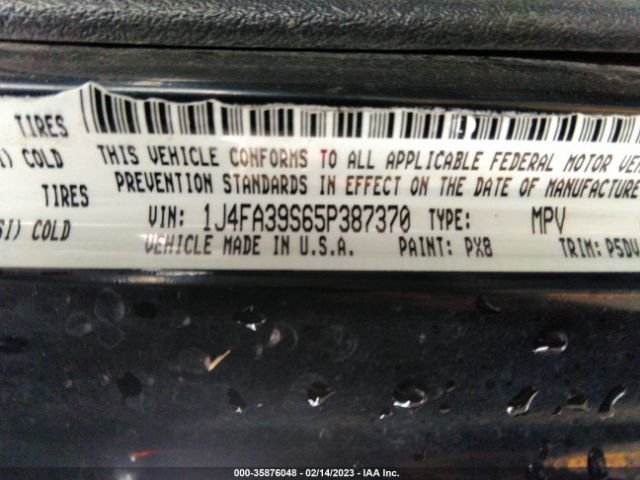 TIRES
I) COLD THIS VEHICLE CONFORMS TO ALL APPLICABLE FEDERAL MOTOR VEH
TIRES PREVENTION STANDARDS IN EFFECT ON THE DATE OF MANUFACTURE
SI) COLD VIN: 1J4FA39S65P387370 TYPE: MPV
VEHICLE MADE IN U.S.A. PAINT: PX8 TRIM: P5DV
000-35876048 - 02/14/2023 - IAA Inc.